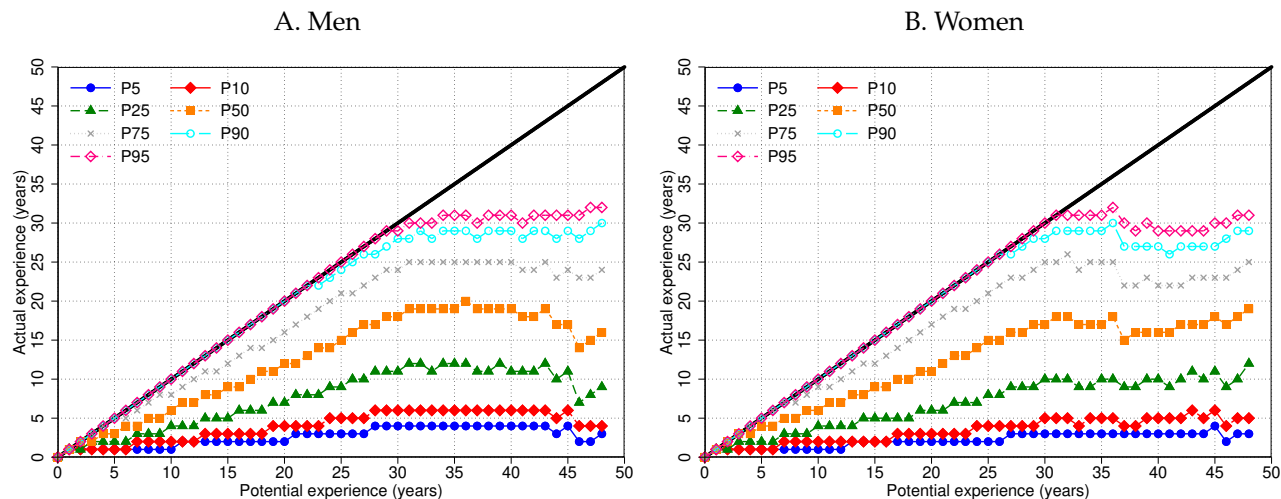 A. Men
50
45
40
35
30
25
20
15
10
5
0
Actual experience (years)
P5 P10
P25 P50
P75 P90
P95
0 5 10 15 20 25 30 35 40 45 50
Potential experience (years)
B. Women
50
45
40
35
30
25
20
15
10
5
0
Actual experience (years)
P5 P10
P25 P50
P75 P90
P95
0 5 10 15 20 25 30 35 40 45 50
Potential experience (years)